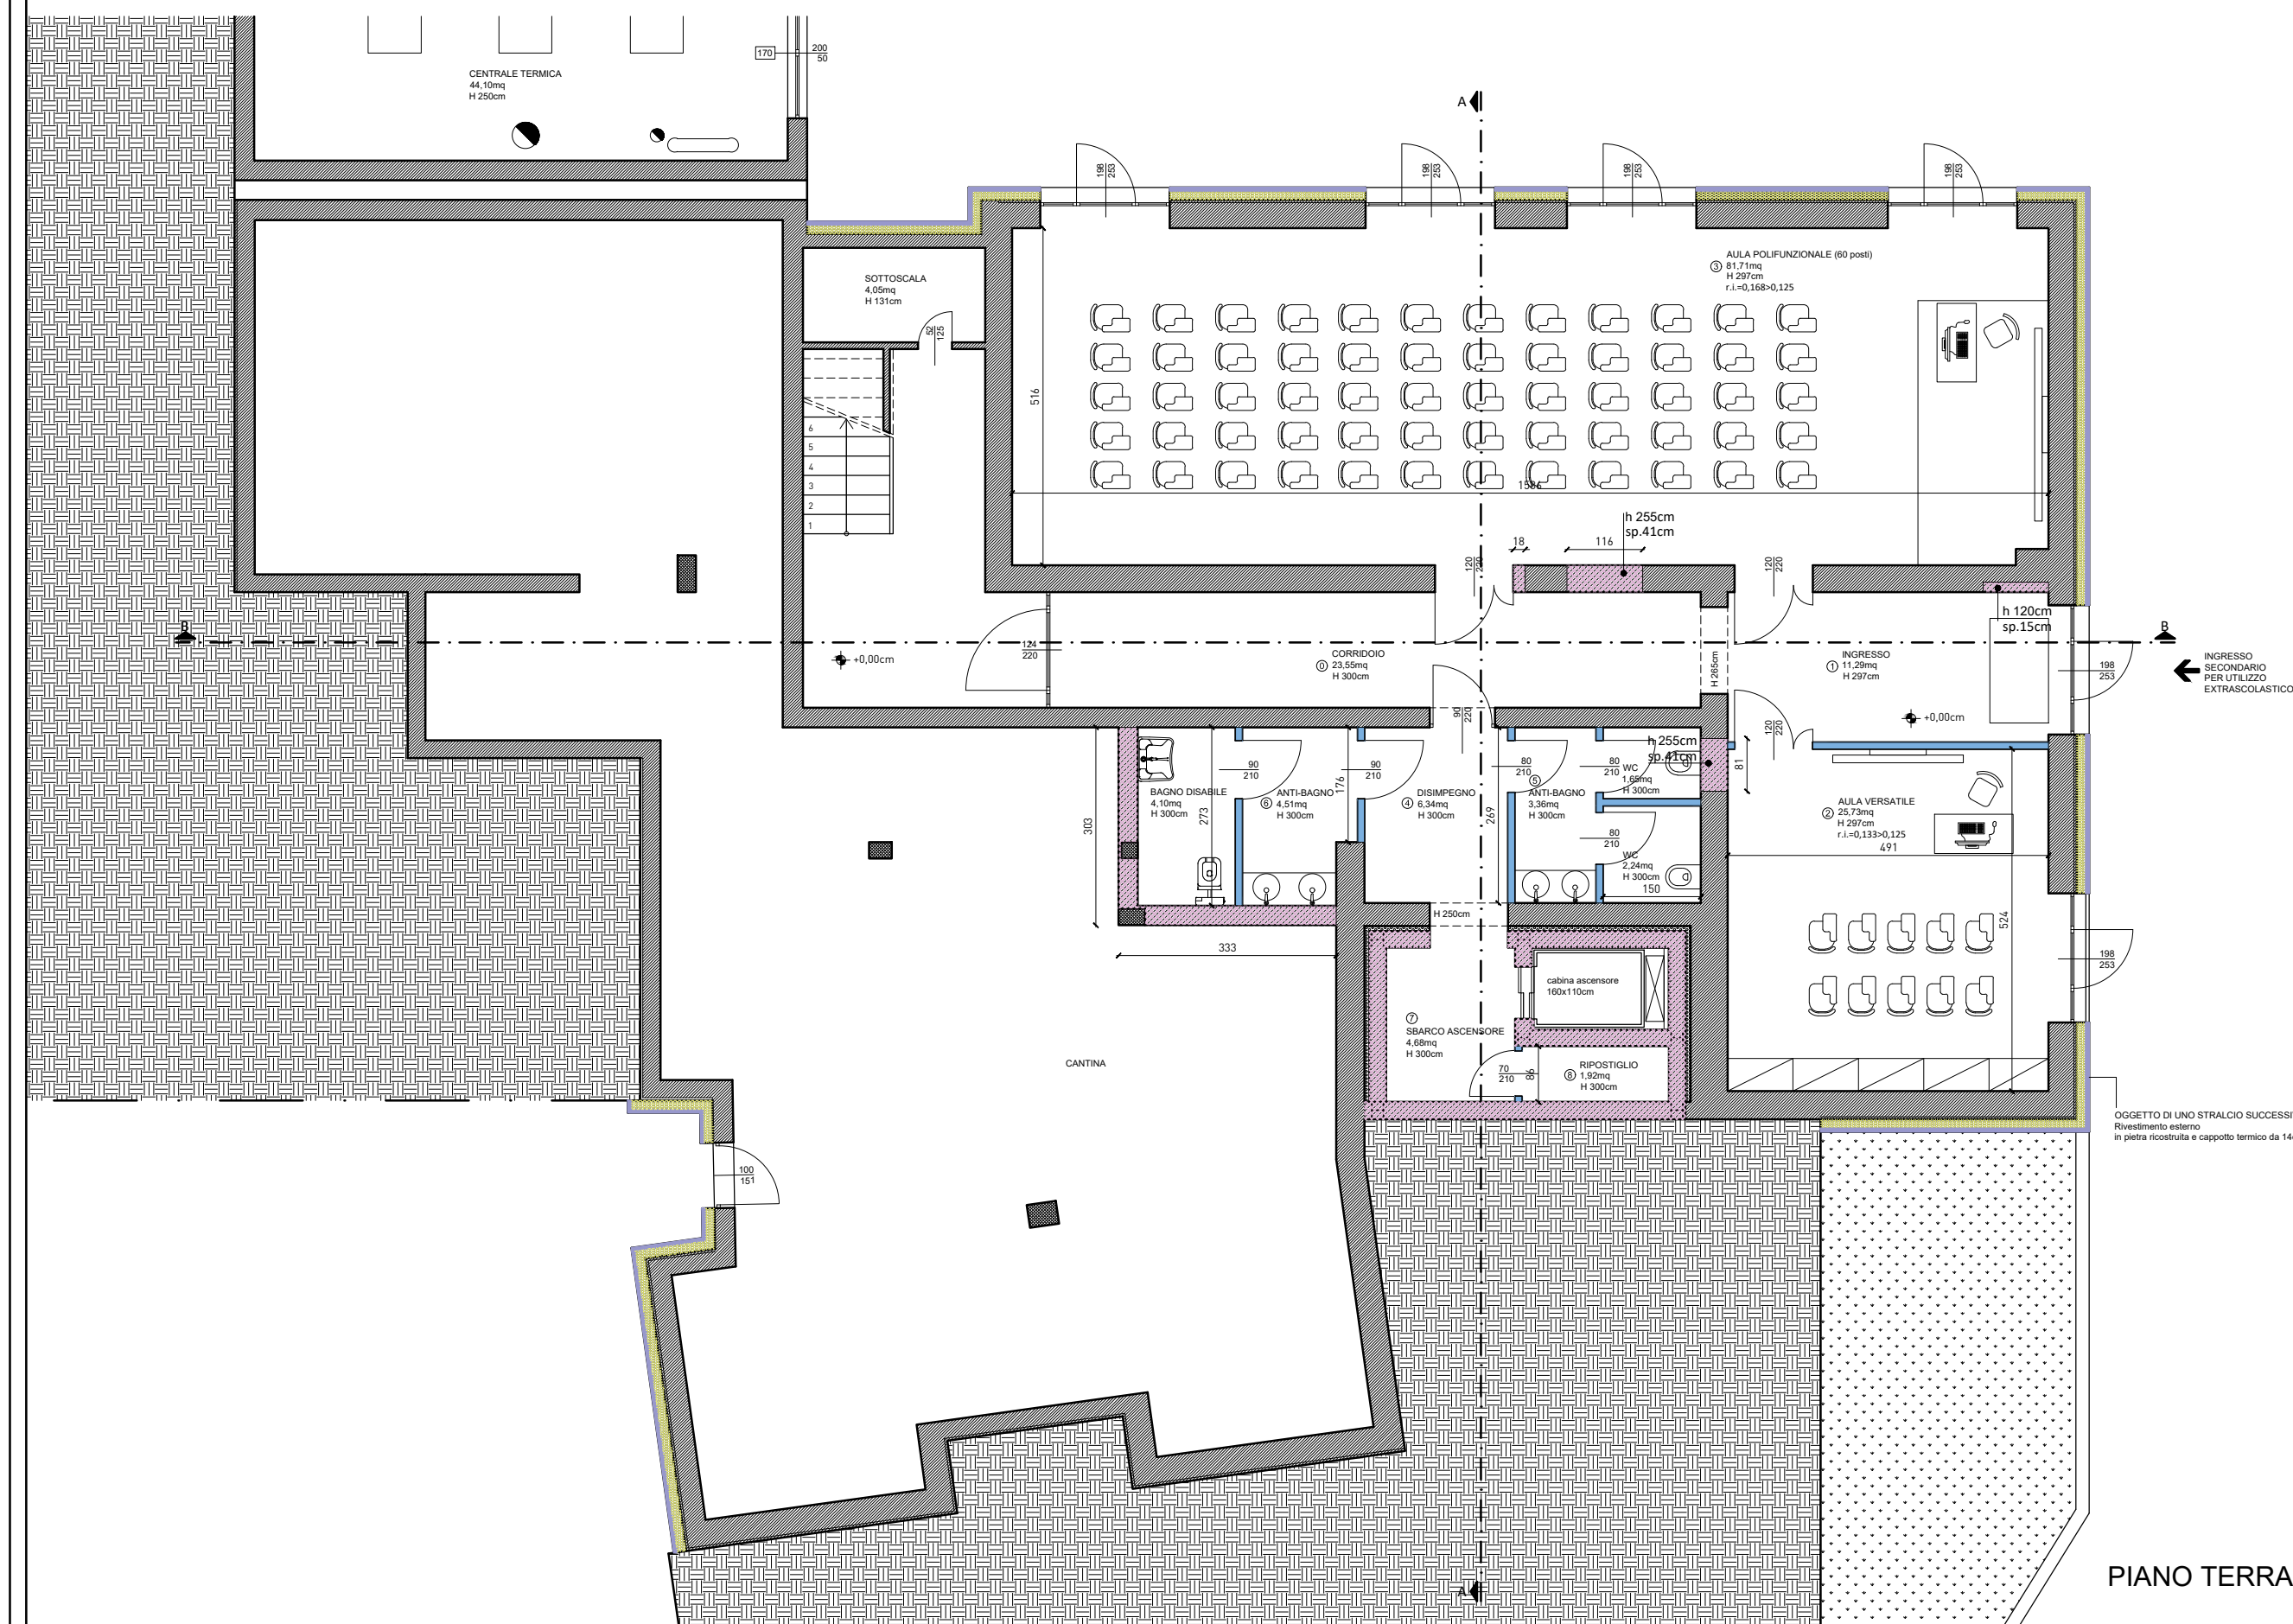 170
200
50
CENTRALE TERMICA
44,10mq
H 250cm
A
198
253
198
253
198
253
198
253
SOTTOSCALA
4,05mq
H 131cm
52
125
AULA POLIFUNZIONALE (60 posti)
3 81,71mq
H 297cm
r.i.=0,168>0,125
516
6
5
4
3
2
1
h 255cm
sp.41cm
18
116
120
220
120
220
h 120cm
sp.15cm
B
B
+0,00cm
124
220
CORRIDOIO
0 23,55mq
H 300cm
H 265cm
INGRESSO
1 11,29mq
H 297cm
198
253
INGRESSO
SECONDARIO
PER UTILIZZO
EXTRASCOLASTICO
90
220
120
220
+0,00cm
h 255cm
sp.41cm
90
210
90
210
80
210
80
210
81
BAGNO DISABILE
4,10mq
H 300cm
273
ANTI-BAGNO
6 4,51mq
H 300cm
176
DISIMPEGNO
4 6,34mq
H 300cm
269
5
ANTI-BAGNO
3,36mq
H 300cm
WC
1,65mq
H 300cm
80
210
WC
2,24mq
H 300cm
150
303
AULA VERSATILE
2 25,73mq
H 297cm
r.i.=0,133>0,125
491
524
H 250cm
333
198
253
cabina ascensore
160x110cm
7
SBARCO ASCENSORE
4,68mq
H 300cm
70
210
86
RIPOSTIGLIO
8 1,92mq
H 300cm
CANTINA
OGGETTO DI UNO STRALCIO SUCCESSI
Rivestimento esterno
in pietra ricostruita e cappotto termico da 14
100
151
A
PIANO TERRA